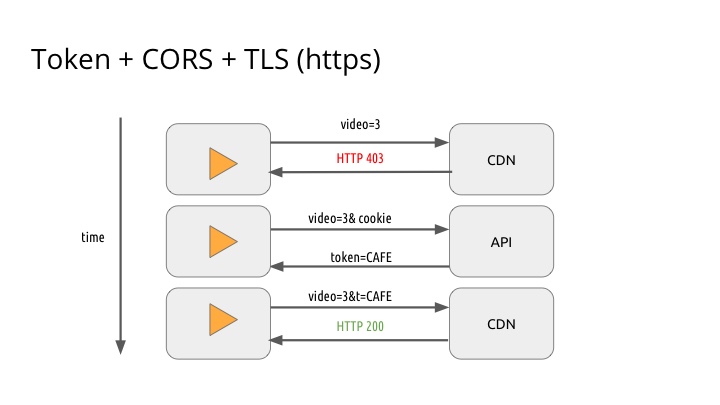 Token + CORS + TLS (https)
video=3
HTTP 403
CDN
time
video=3& cookie
token=CAFE
API
video=3&t=CAFE
HTTP 200
CDN